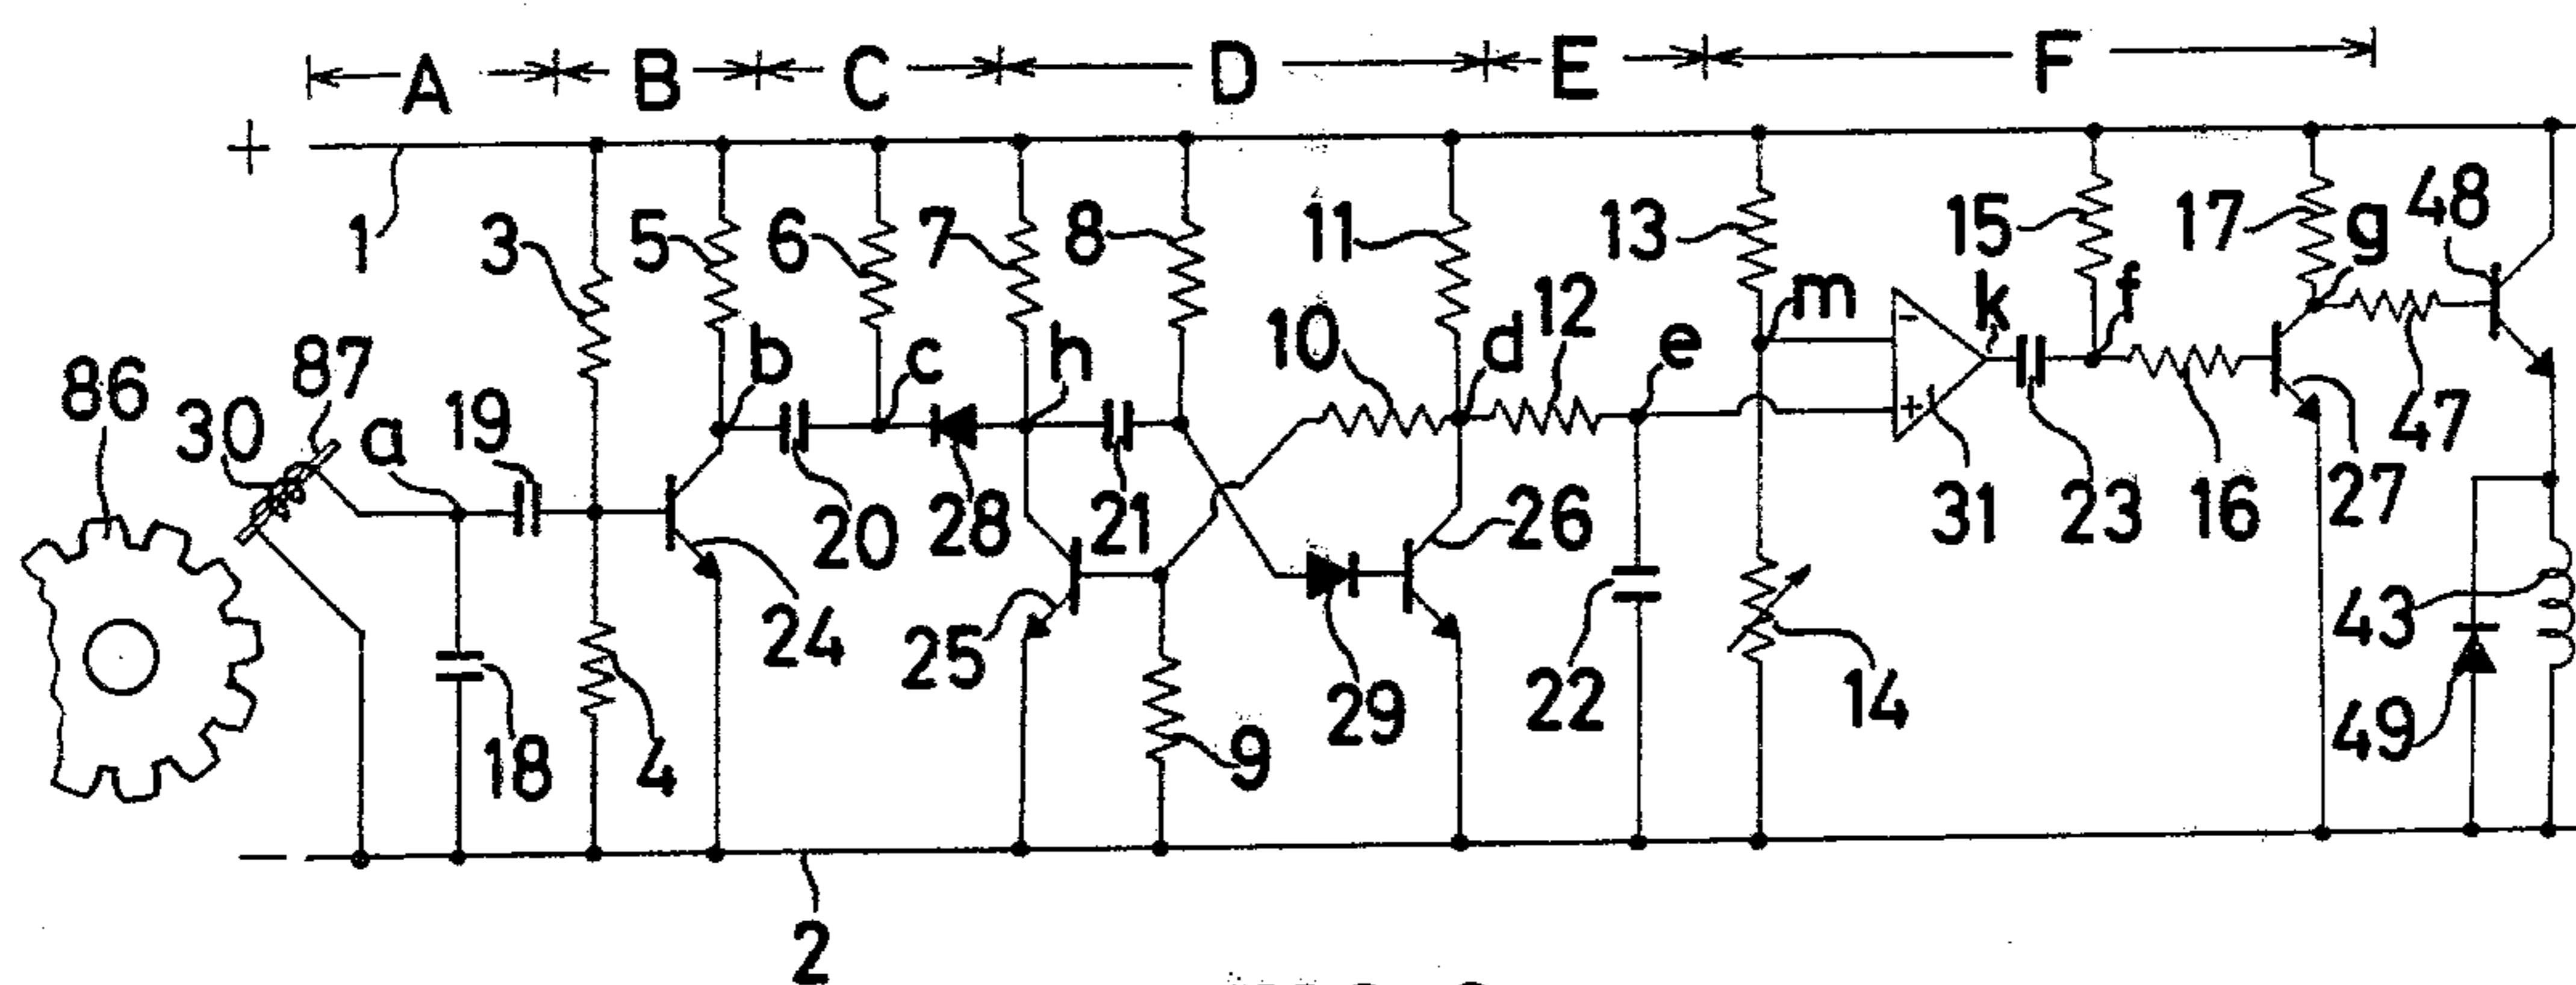 A B C D E F
+
1 3 5 6 7 8 11 13 15 17 g 48
86 30 87 a 19 b c h 10 d 12 e m k f
20 28 21 26 31 23 16 27 47
18 4 24 25 9 29 22 14 43 49
−
2